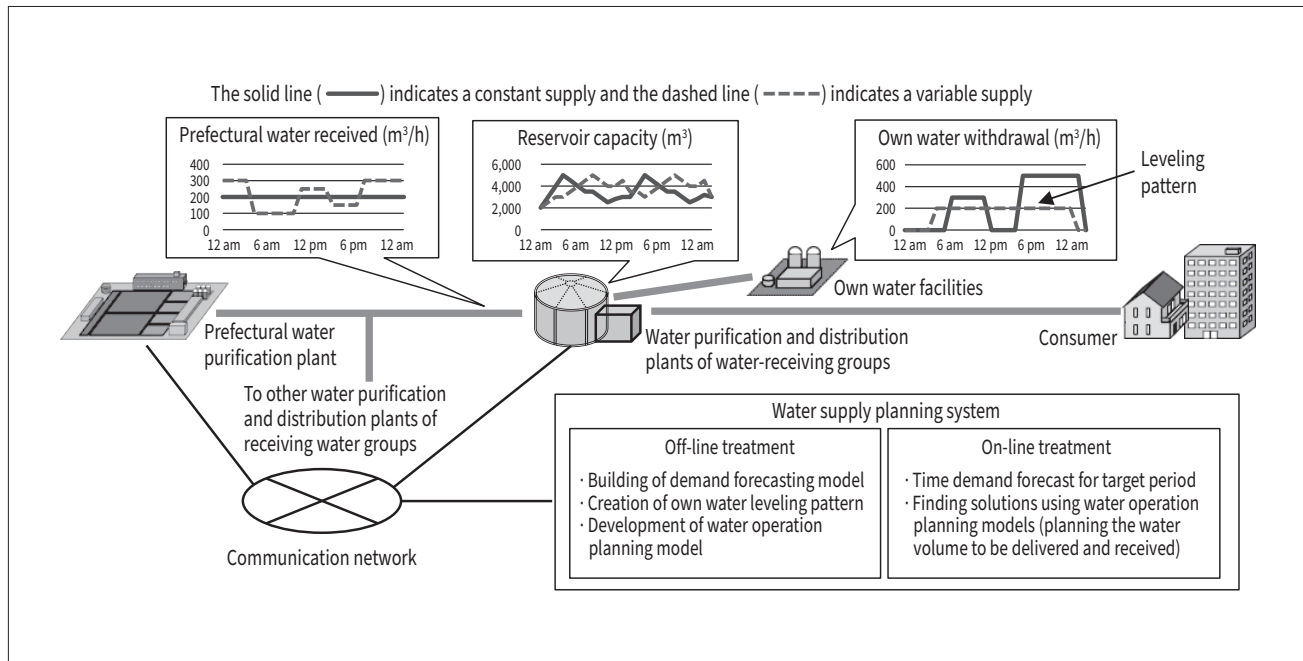 The solid line ( ) indicates a constant supply and the dashed line ( ) indicates a variable supply
Prefectural water received (m³/h)
400
300
200
100
0
12 am 6 am 12 pm 6 pm 12 am
Reservoir capacity (m³)
6,000
4,000
2,000
0
12 am 6 am 12 pm 6 pm 12 am
Own water withdrawal (m³/h)
600
400
200
0
12 am 6 am 12 pm 6 pm 12 am
Leveling
pattern
Prefectural water
purification plant
To other water purification
and distribution plants of
receiving water groups
Own water facilities
Water purification and distribution
plants of water-receiving groups
Consumer
Communication network
Water supply planning system
Off-line treatment
· Building of demand forecasting model
· Creation of own water leveling pattern
· Development of water operation
planning model
On-line treatment
· Time demand forecast for target period
· Finding solutions using water operation
planning models (planning the water
volume to be delivered and received)